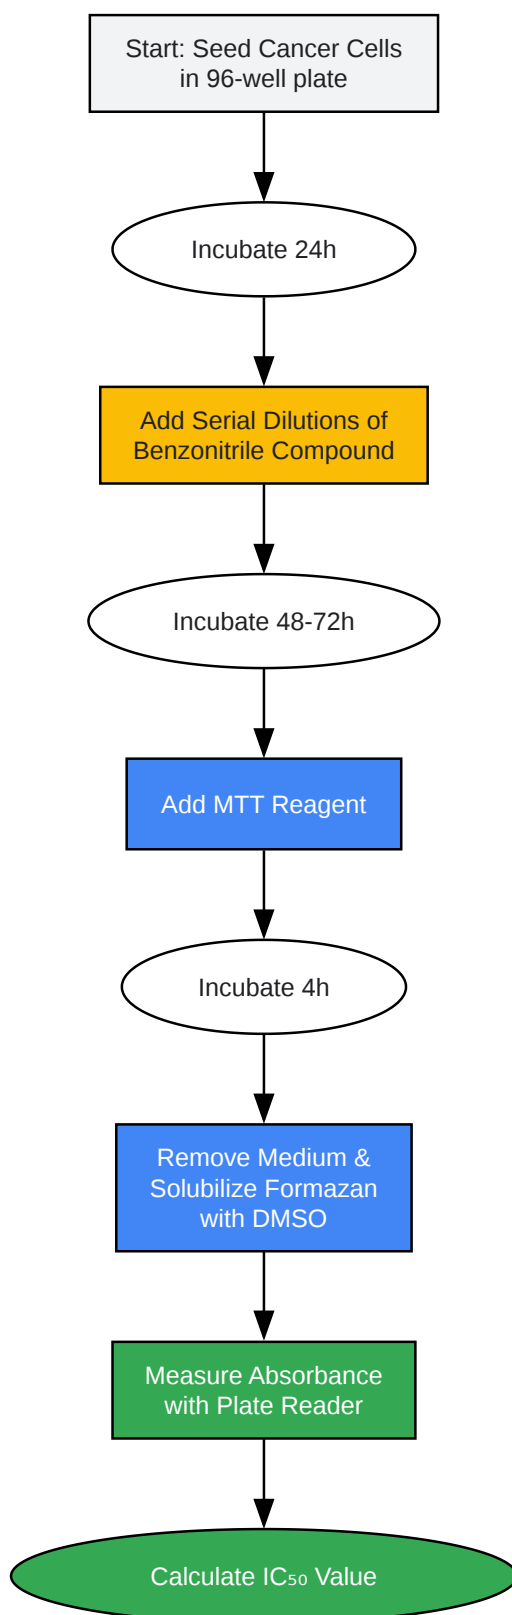 Start: Seed Cancer Cells
in 96-well plate
Incubate 24h
Add Serial Dilutions of
Benzonitrile Compound
Incubate 48-72h
Add MTT Reagent
Incubate 4h
Remove Medium &
Solubilize Formazan
with DMSO
Measure Absorbance
with Plate Reader
Calculate IC₅₀ Value